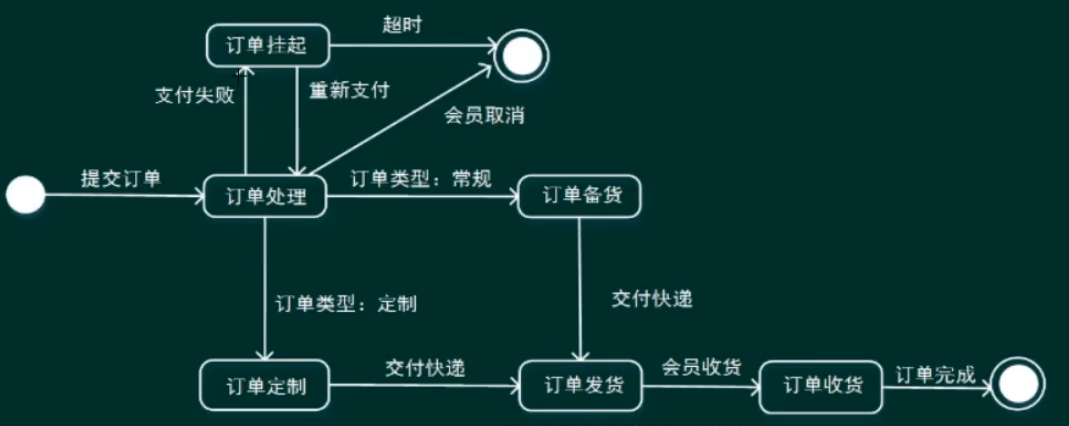 超时
订单挂起
重新支付
支付失败
会员取消
提交订单
订单类型：常规
订单处理
订单备货
订单类型：定制
交付快递
交付快递
会员收货
订单完成
订单定制
订单发货
订单收货